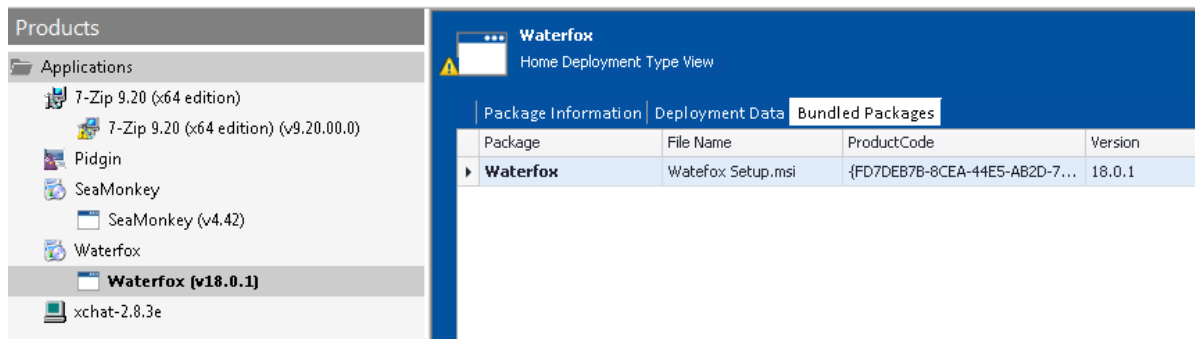 Products
Applications
7-Zip 9.20 (x64 edition)
7-Zip 9.20 (x64 edition) (v9.20.00.0)
Pidgin
SeaMonkey
SeaMonkey (v4.42)
Waterfox
Waterfox (v18.0.1)
xchat-2.8.3e
Waterfox
Home Deployment Type View
Package Information Deployment Data Bundled Packages
Package File Name ProductCode Version
Waterfox Watefox Setup.msi {FD7DEB7B-8CEA-44E5-AB2D-7... 18.0.1